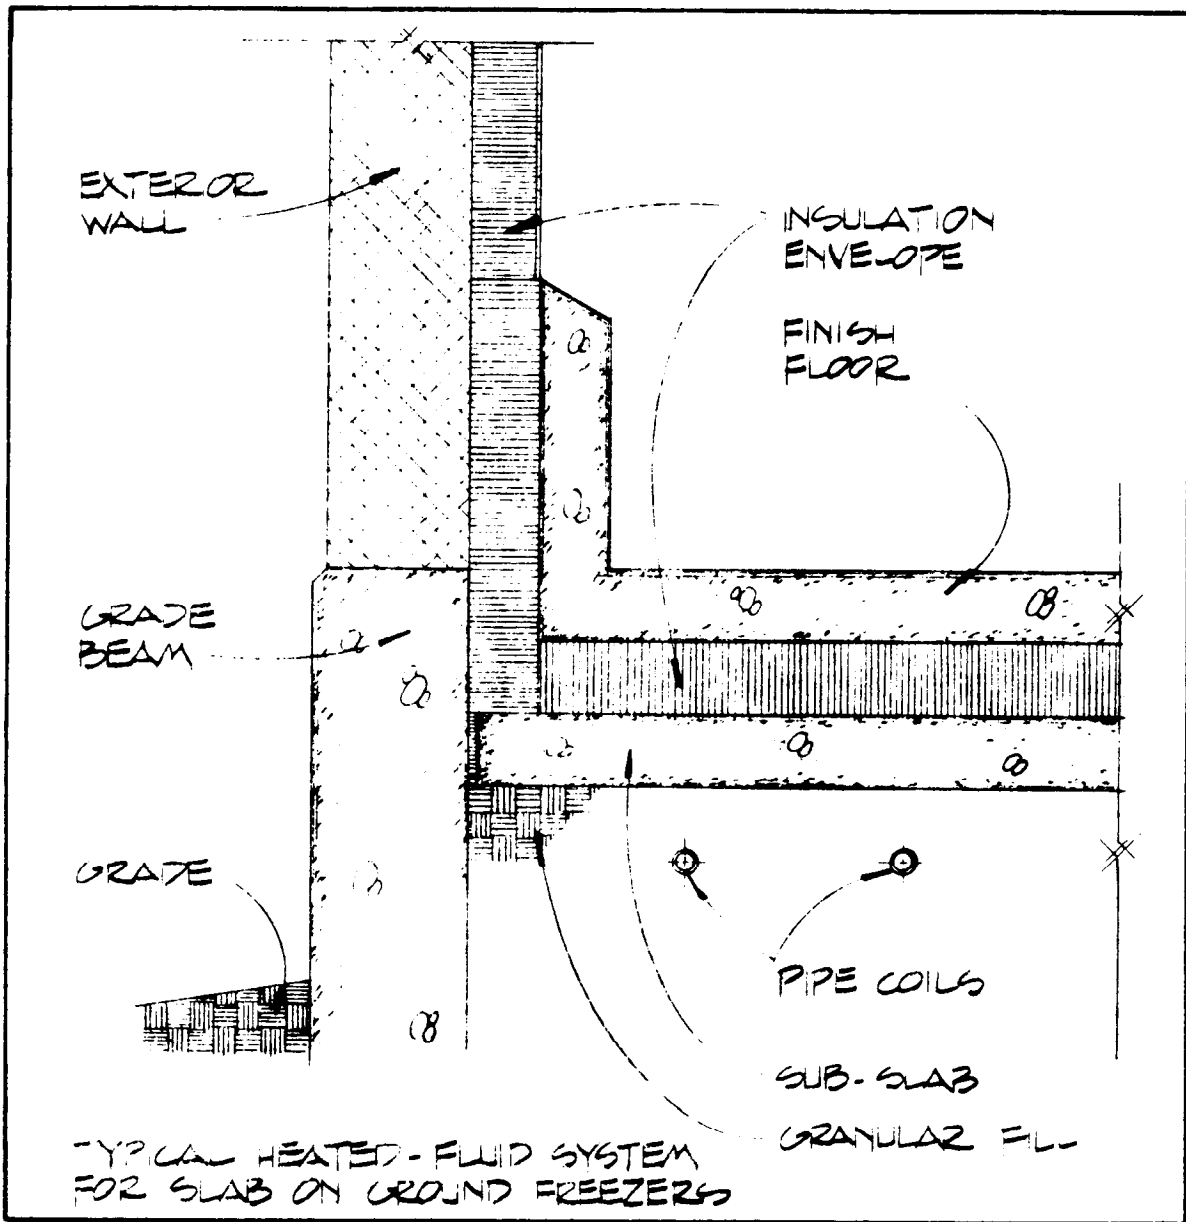 EXTERIOR
WALL
INSULATION
ENVELOPE
FINISH
FLOOR
GRADE
BEAM
GRADE
PIPE COILS
SUB-SLAB
GRANULAR FILL
TYPICAL HEATED-FLUID SYSTEM
FOR SLAB ON GROUND FREEZERS